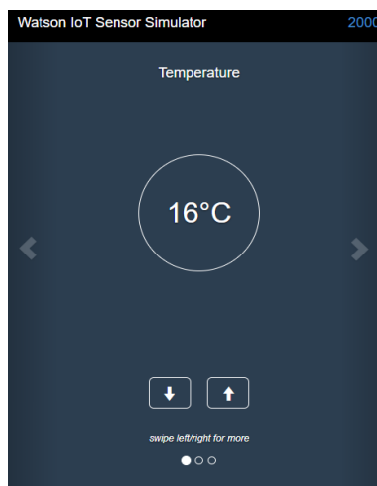 Watson IoT Sensor Simulator 2000
Temperature
16°C
swipe left/right for more